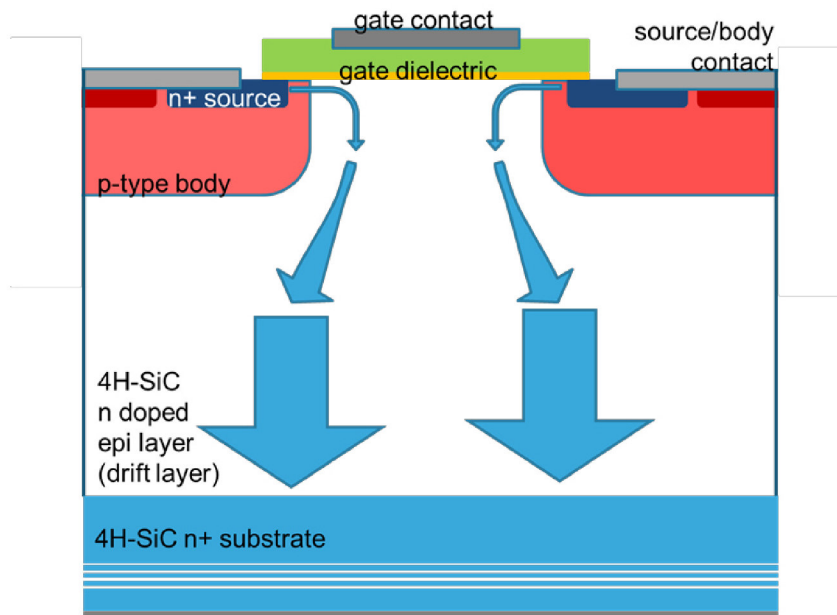 gate contact
source/body
contact
gate dielectric
n+ source
p-type body
4H-SiC
n doped
epi layer
(drift layer)
4H-SiC n+ substrate